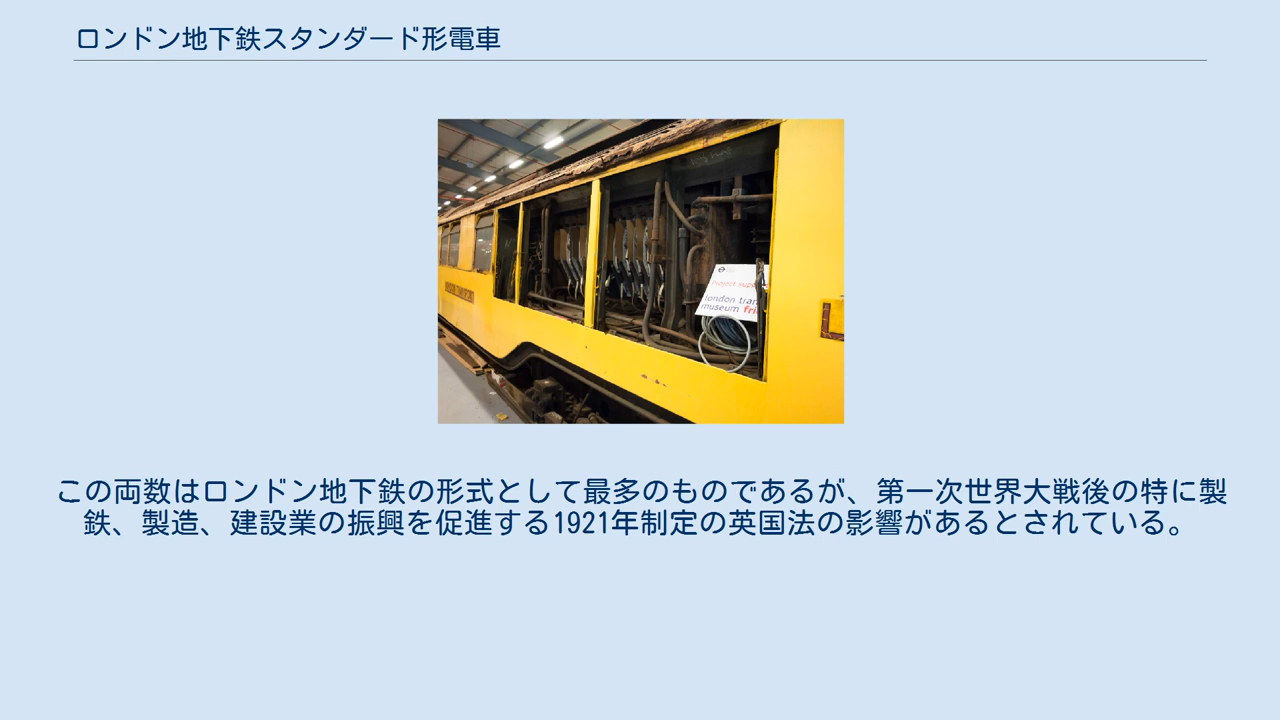 ロンドン地下鉄スタンダード形電車
london tran
museum fri
この両数はロンドン地下鉄の形式として最多のものであるが、第一次世界大戦後の特に製
鉄、製造、建設業の振興を促進する1921年制定の英国法の影響があるとされている。